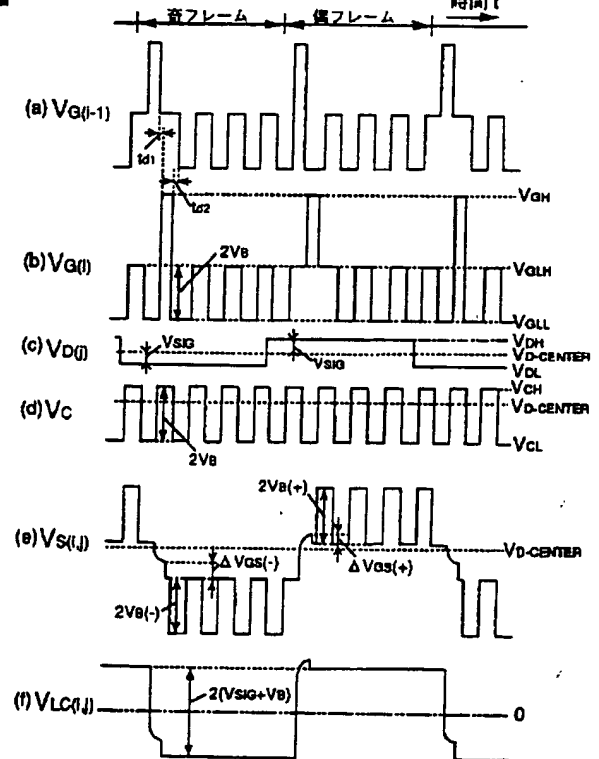 奇フレーム 偶フレーム 時間t
(a) VG(i-1)
td1
td2
VGH
(b) VG(i)
2VB
VGLH
VGLL
(c) VD(j)
VSIG
VSIG
VDH
VD-CENTER
VDL
(d) VC
VCH
VD-CENTER
2VB
VCL
2VB(+)
(e) VS(i,j)
VD-CENTER
ΔVGS(-)
ΔVGS(+)
2VB(-)
2(VSIG+VB)
(f) VLC(i,j)
0